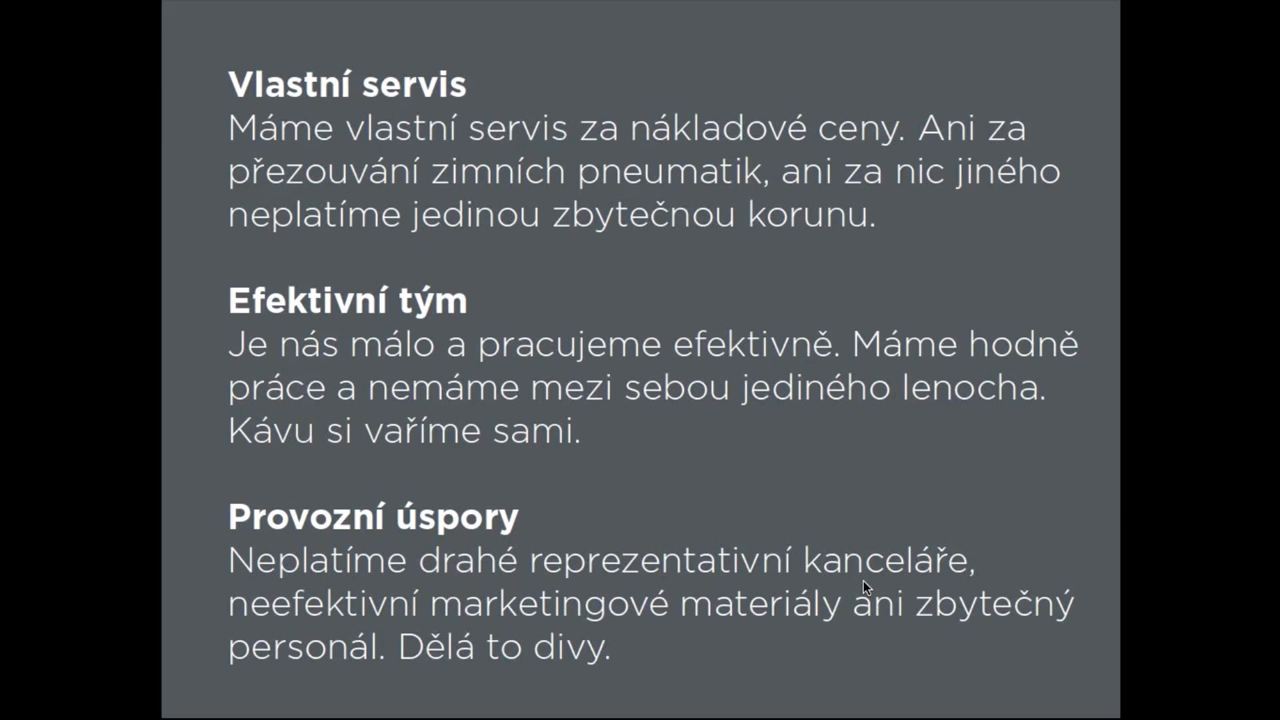 Vlastní servis
Máme vlastní servis za nákladové ceny. Ani za
přezouvání zimních pneumatik, ani za nic jiného
neplatíme jedinou zbytečnou korunu.
Efektivní tým
Je nás málo a pracujeme efektivně. Máme hodně
práce a nemáme mezi sebou jediného lenocha.
Kávu si vaříme sami.
Provozní úspory
Neplatíme drahé reprezentativní kanceláře,
neefektivní marketingové materiály ani zbytečný
personál. Dělá to divy.